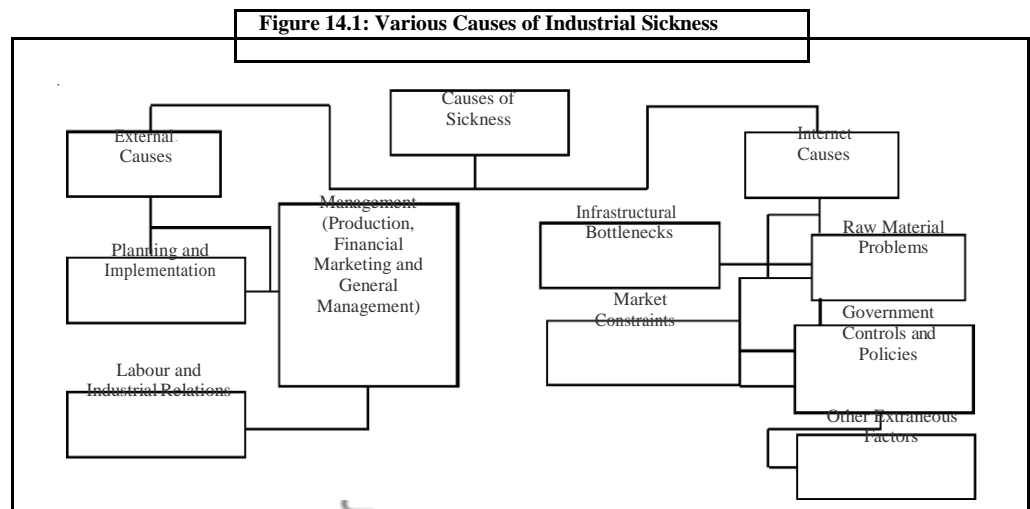 Figure 14.1: Various Causes of Industrial Sickness
Causes of
Sickness
External
Causes
Internet
Causes
Management
(Production,
Financial
Marketing and
General
Management)
Planning and
Implementation
Labour and
Industrial Relations
Infrastructural
Bottlenecks
Raw Material
Problems
Market
Constraints
Government
Controls and
Policies
Other Extraneous
Factors